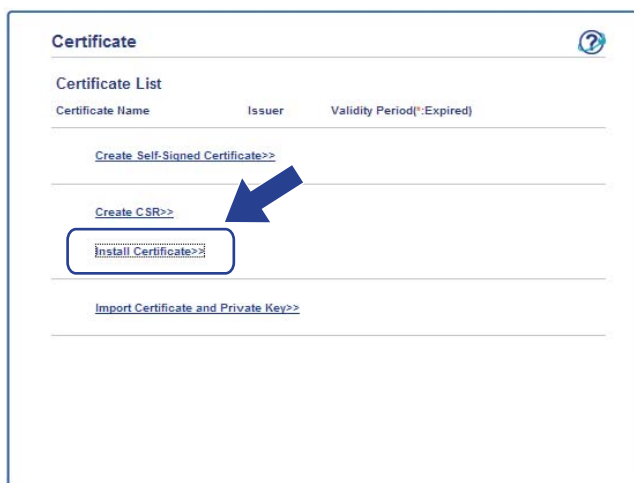 Certificate
Certificate List
Certificate Name Issuer Validity Period(*:Expired)
Create Self-Signed Certificate>>
Create CSR>>
Install Certificate>>
Import Certificate and Private Key>>